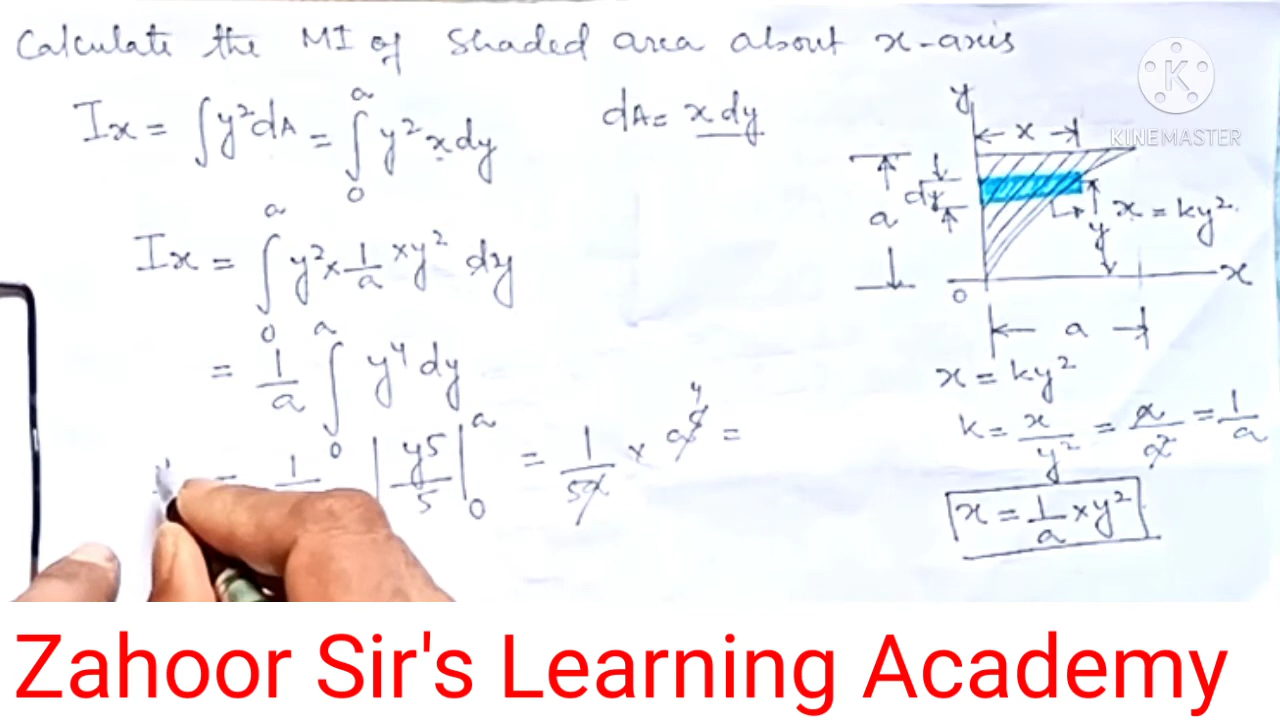 Calculate the MI of shaded area about x-axis
Ix = ∫y²dA = ∫₀ᵃ y² x dy
dA = x dy
Ix = ∫₀ᵃ y² × 1/a × y² dy
= 1/a ∫₀ᵃ y⁴ dy
= 1 |y5/5|₀ᵃ = 1/5a × a⁵ ⁴ =
y
x
a
dy
x = ky²
y
x
0
a
x = ky²
k = x/y² = a/a² = 1/a
x = 1/a × y²
K
KINEMASTER
Zahoor Sir's Learning Academy